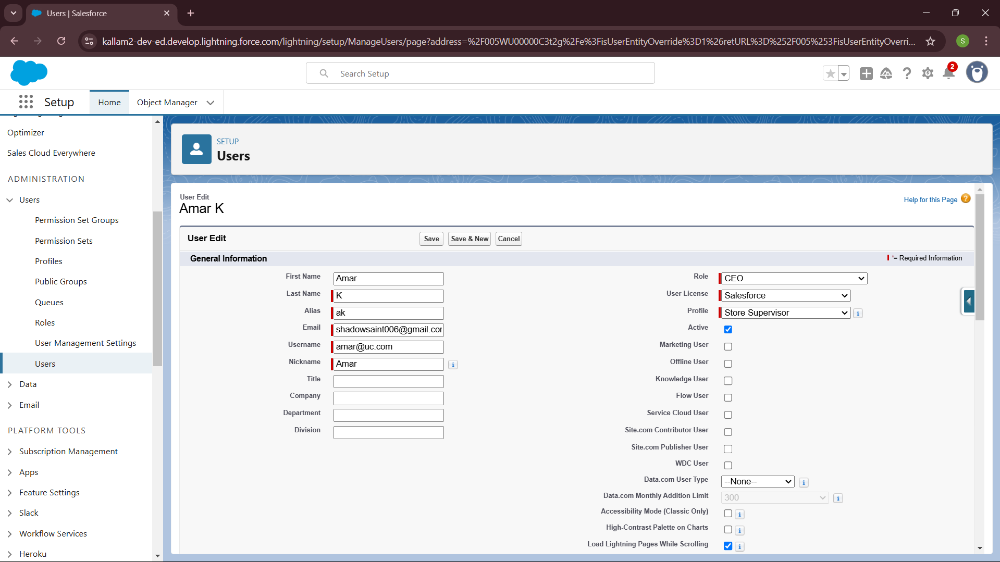 Users | Salesforce
kallam2-dev-ed.develop.lightning.force.com/lightning/setup/ManageUsers/page?address=%2F005WU00000C3t2g%2Fe%3FisUserEntityOverride%3D1%26retURL%3D%252F005%253FisUserEntityOverri...
S
Search Setup
2
Setup
Home
Object Manager
Optimizer
Sales Cloud Everywhere
ADMINISTRATION
Users
Permission Set Groups
Permission Sets
Profiles
Public Groups
Queues
Roles
User Management Settings
Users
Data
Email
PLATFORM TOOLS
Subscription Management
Apps
Feature Settings
Slack
Workflow Services
Heroku
SETUP
Users
User Edit
Amar K
Help for this Page ?
User Edit
Save
Save & New
Cancel
General Information
*= Required Information
First Name Amar
Last Name K
Alias ak
Email shadowsaint006@gmail.cor
Username amar@uc.com
Nickname Amar i
Title
Company
Department
Division
Role CEO
User License Salesforce
Profile Store Supervisor i
Active
Marketing User
Offline User
Knowledge User
Flow User
Service Cloud User
Site.com Contributor User
Site.com Publisher User
WDC User
Data.com User Type --None-- i
Data.com Monthly Addition Limit 300 i
Accessibility Mode (Classic Only) i
High-Contrast Palette on Charts i
Load Lightning Pages While Scrolling i